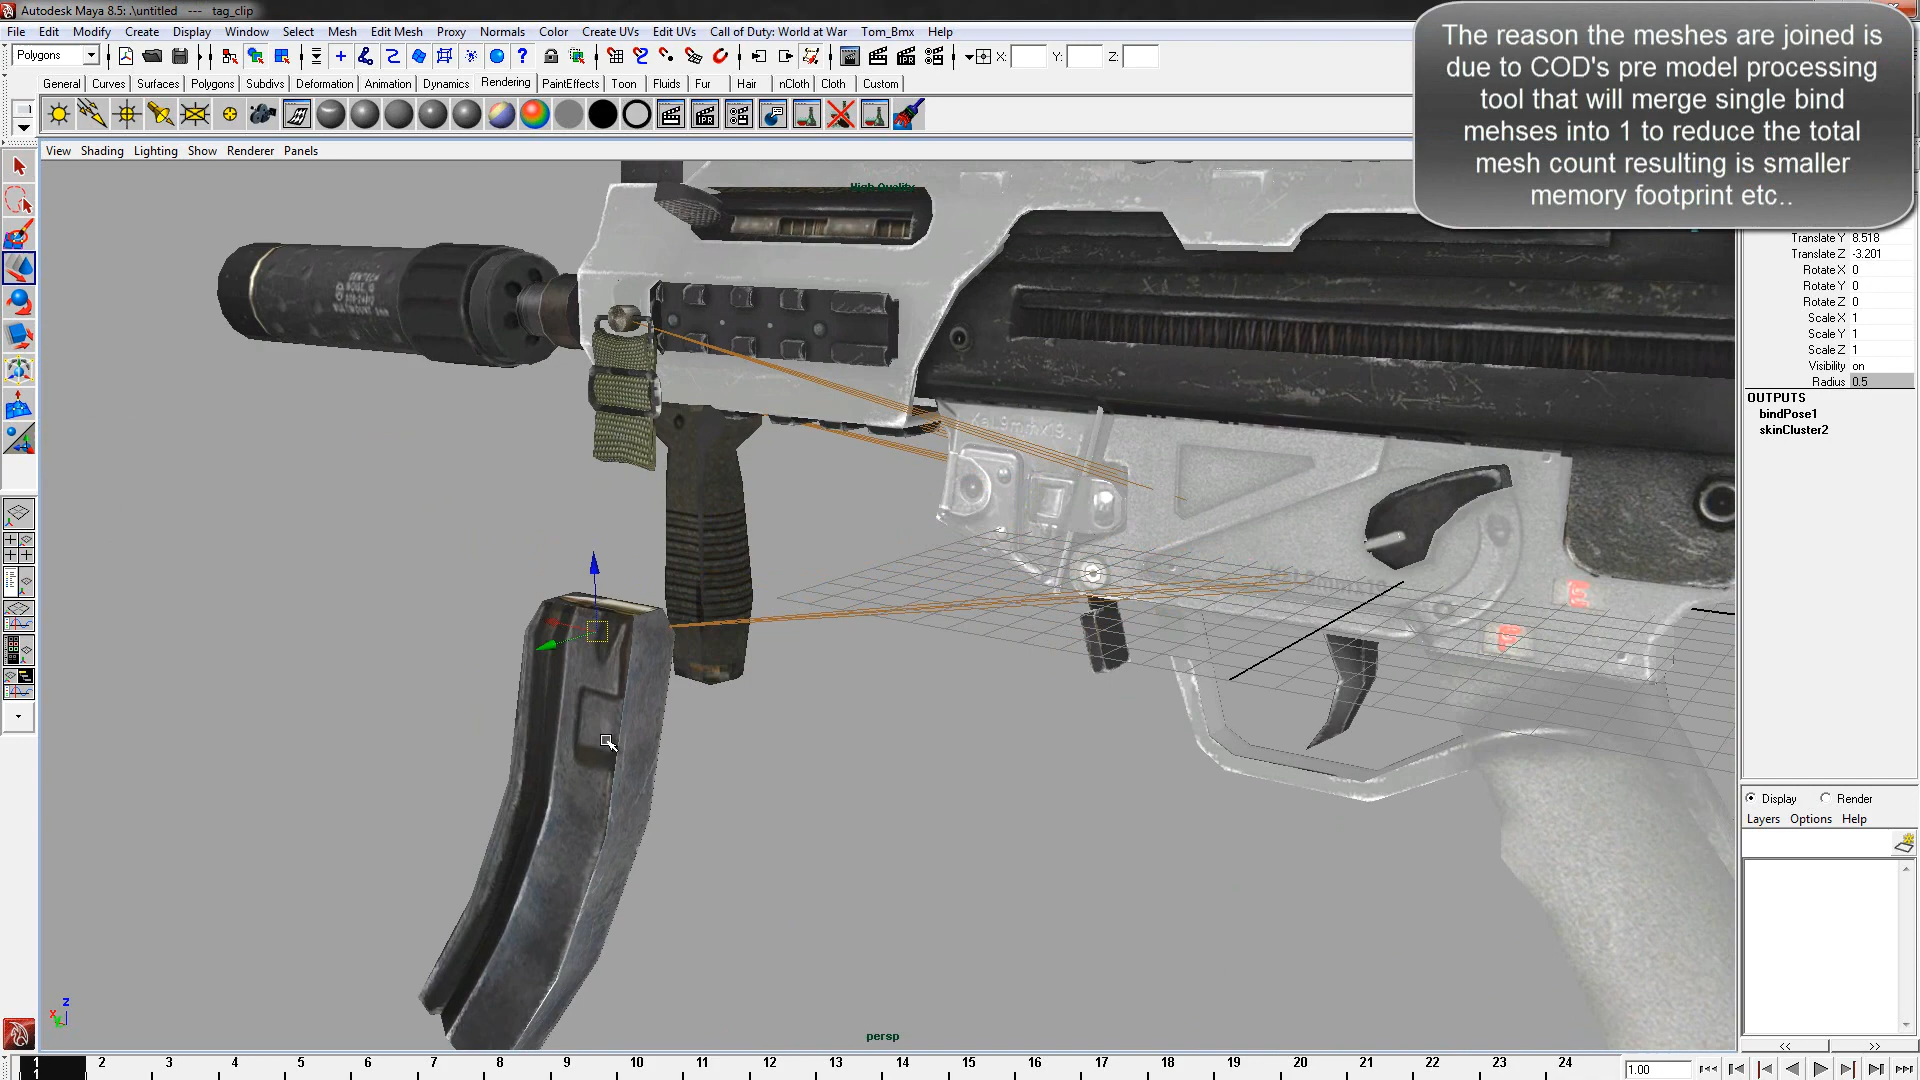 Autodesk Maya 8.5: .\untitled --- tag_clip
File Edit Modify Create Display Window Select Mesh Edit Mesh Proxy Normals Color Create UVs Edit UVs Call of Duty: World at War Tom_Bmx Help
The reason the meshes are joined is
due to COD's pre model processing
tool that will merge single bind
mehses into 1 to reduce the total
mesh count resulting is smaller
memory footprint etc..
Polygons X: Y: Z:
General Curves Surfaces Polygons Subdivs Deformation Animation Dynamics Rendering PaintEffects Toon Fluids Fur Hair nCloth Cloth Custom
IPR IPR
View Shading Lighting Show Renderer Panels
High Quality
Translate Y 8.518
Translate Z -3.201
Rotate X 0
Rotate Y 0
Rotate Z 0
Scale X 1
Scale Y 1
Scale Z 1
Visibility on
Radius 0.5
OUTPUTS
bindPose1
skinCluster2
GEMTECH
Display Render
Layers Options Help
z
x
persp
<< >>
1 2 3 4 5 6 7 8 9 10 11 12 13 14 15 16 17 18 19 20 21 22 23 24
1
1.00